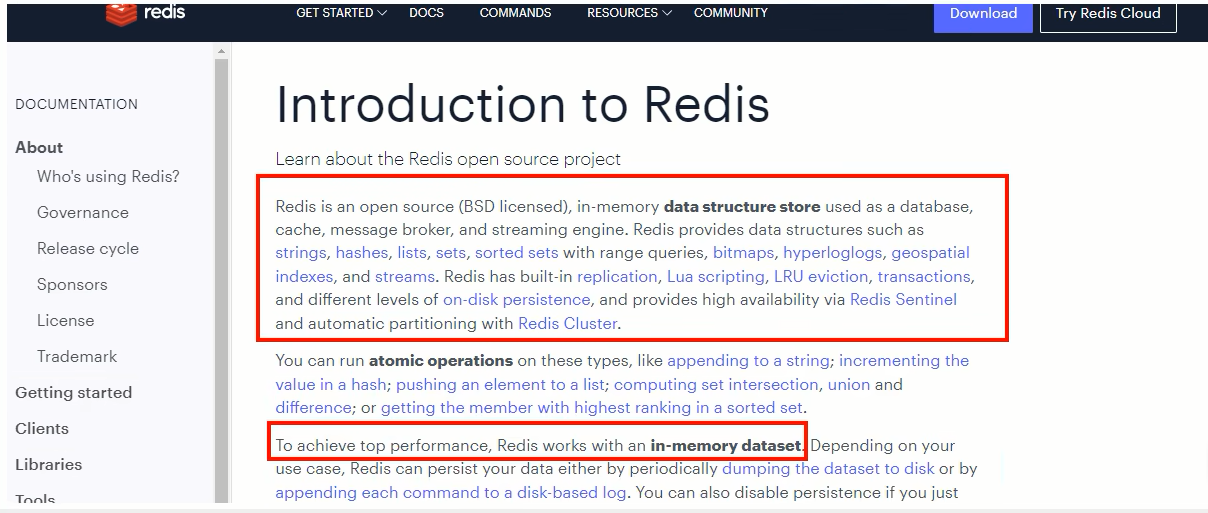 redis GET STARTED DOCS COMMANDS RESOURCES COMMUNITY Download Try Redis Cloud
DOCUMENTATION
About
Who's using Redis?
Governance
Release cycle
Sponsors
License
Trademark
Getting started
Clients
Libraries
Tools
Introduction to Redis
Learn about the Redis open source project
Redis is an open source (BSD licensed), in-memory data structure store used as a database,
cache, message broker, and streaming engine. Redis provides data structures such as
strings, hashes, lists, sets, sorted sets with range queries, bitmaps, hyperloglogs, geospatial
indexes, and streams. Redis has built-in replication, Lua scripting, LRU eviction, transactions,
and different levels of on-disk persistence, and provides high availability via Redis Sentinel
and automatic partitioning with Redis Cluster.
You can run atomic operations on these types, like appending to a string; incrementing the
value in a hash; pushing an element to a list; computing set intersection, union and
difference; or getting the member with highest ranking in a sorted set.
To achieve top performance, Redis works with an in-memory dataset. Depending on your
use case, Redis can persist your data either by periodically dumping the dataset to disk or by
appending each command to a disk-based log. You can also disable persistence if you just